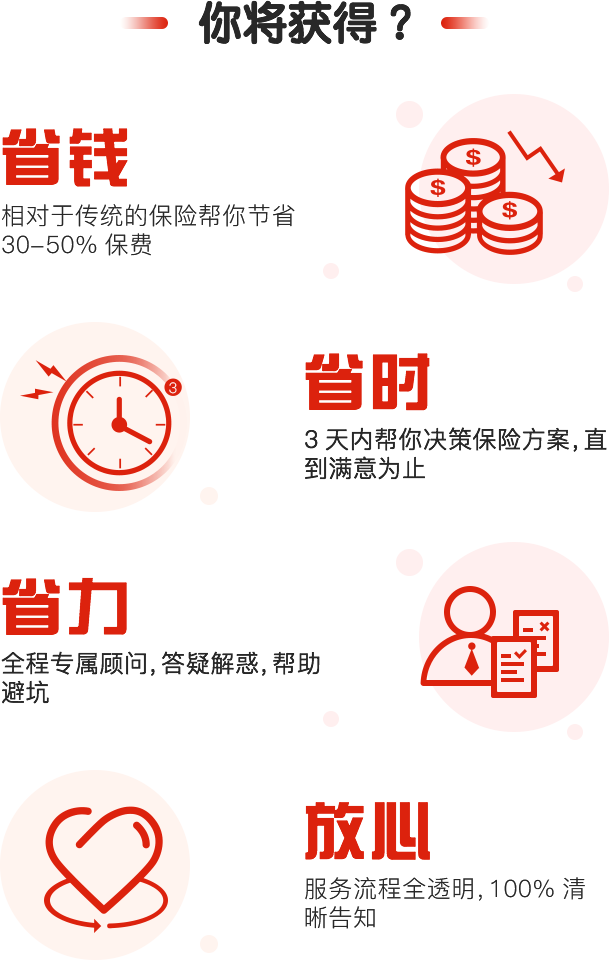 你将获得？
省钱
相对于传统的保险帮你节省
30-50% 保费
$
$
$
3
省时
3 天内帮你决策保险方案，直
到满意为止
省力
全程专属顾问，答疑解惑，帮助
避坑
放心
服务流程全透明，100% 清
晰告知